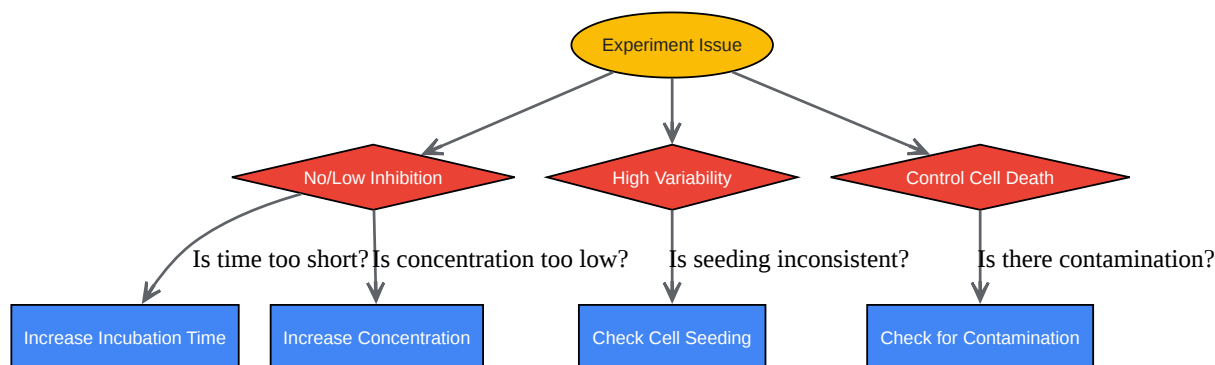 Experiment Issue
No/Low Inhibition
High Variability
Control Cell Death
Is time too short?
Is concentration too low?
Is seeding inconsistent?
Is there contamination?
Increase Incubation Time
Increase Concentration
Check Cell Seeding
Check for Contamination